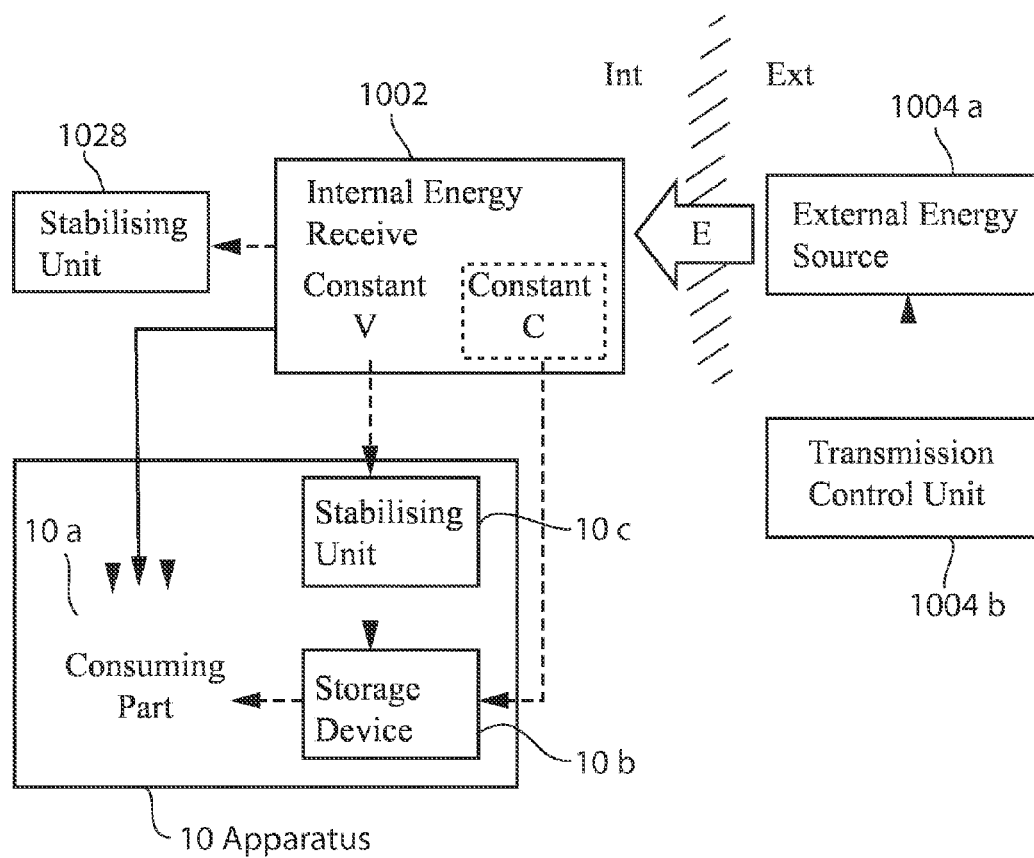 Int
Ext
1002
1004 a
1028
Internal Energy
Receive
Constant
V
Constant
C
E
External Energy
Source
Stabilising
Unit
Transmission
Control Unit
Stabilising
Unit
10 a
10 c
1004 b
Consuming
Part
Storage
Device
10 b
10 Apparatus